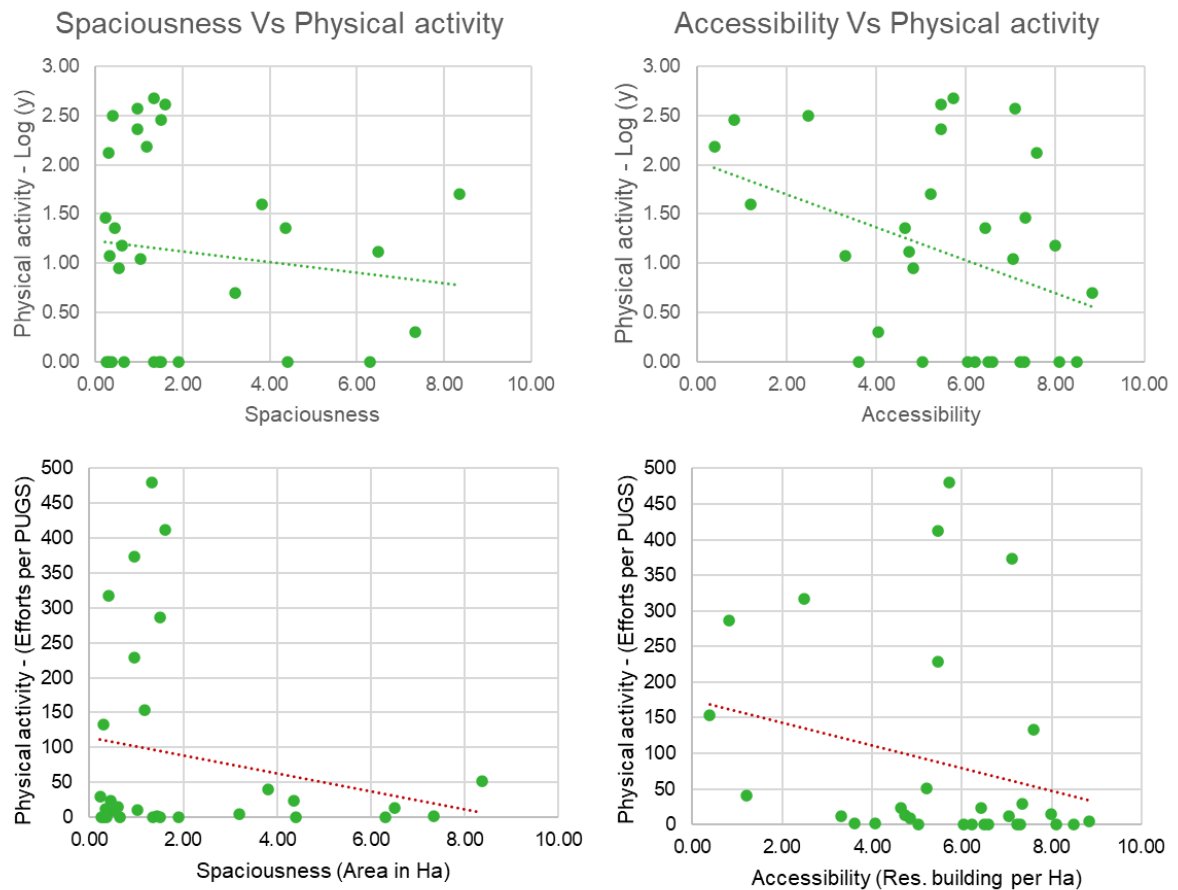 Spaciousness Vs Physical activity
Physical activity - Log (y)
3.00
2.50
2.00
1.50
1.00
0.50
0.00
0.00 2.00 4.00 6.00 8.00 10.00
Spaciousness
Accessibility Vs Physical activity
Physical activity - Log (y)
3.00
2.50
2.00
1.50
1.00
0.50
0.00
0.00 2.00 4.00 6.00 8.00 10.00
Accessibility
Physical activity - (Efforts per PUGS)
500
450
400
350
300
250
200
150
100
50
0
0.00 2.00 4.00 6.00 8.00 10.00
Spaciousness (Area in Ha)
Physical activity - (Efforts per PUGS)
500
450
400
350
300
250
200
150
100
50
0
0.00 2.00 4.00 6.00 8.00 10.00
Accessibility (Res. building per Ha)